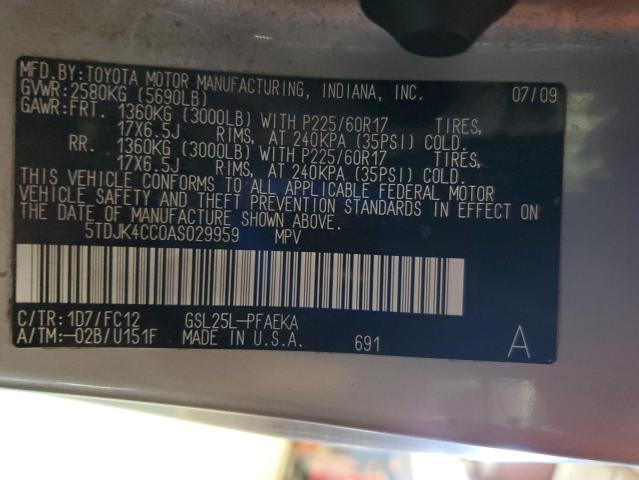 MFD.BY:TOYOTA MOTOR MANUFACTURING, INDIANA, INC. 07/09
GVWR:2580KG (5690LB)
GAWR:FRT. 1360KG (3000LB) WITH P225/60R17 TIRES,
17X6.5J RIMS, AT 240KPA (35PSI) COLD.
RR. 1360KG (3000LB) WITH P225/60R17 TIRES,
17X6.5J RIMS, AT 240KPA (35PSI) COLD.
THIS VEHICLE CONFORMS TO ALL APPLICABLE FEDERAL MOTOR
VEHICLE SAFETY AND THEFT PREVENTION STANDARDS IN EFFECT ON
THE DATE OF MANUFACTURE SHOWN ABOVE.
5TDJK4CC0AS029959 MPV
C/TR:1D7/FC12 GSL25L-PFAEKA
A/TM:-02B/U151F MADE IN U.S.A. 691 A